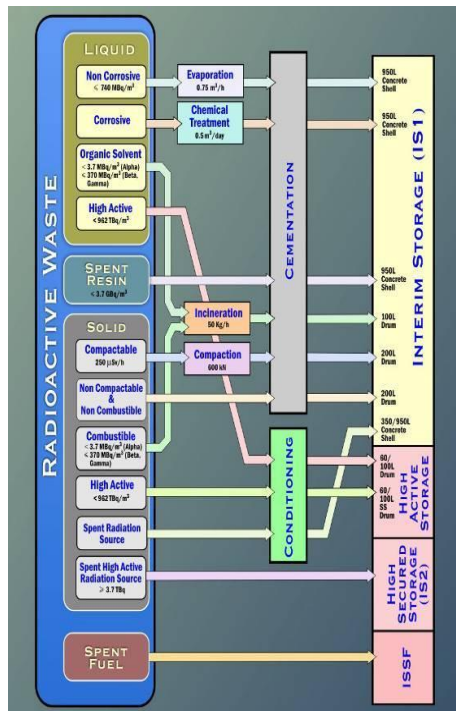 RADIOACTIVE WASTE
LIQUID
Non Corrosive
≤ 740 MBq/m³
Corrosive
Organic Solvent
< 3.7 MBq/m³ (Alpha)
≤ 370 MBq/m³ (Beta,
Gamma)
High Active
<962 TBq/m³
SPENT
RESIN
< 3.7 GBq/m³
SOLID
Compactable
Non Compactable
&
Non Combustible
Combustible
< 3.7 MBq/m³ (Alpha)
≤ 370 MBq/m³ (Beta,
Gamma)
High Active
<962 TBq/m³
Spent Radiation
Source
Spent High Active
Radiation Source
≥ 3.7 TBq
SPENT
FUEL
Evaporation
0.75 m³/h
Chemical
Treatment
0.5 m³/day
Incineration
50 Kg/h
Compaction
600 kN
CEMENTATION
CONDITIONING
950L
Concrete
Shell
950L
Concrete
Shell
950L
Concrete
Shell
100L
Drum
200L
Drum
200L
Drum
350/950L
Concrete
Shell
60/
100L
Drum
60/
100L
SS
Drum
INTERIM STORAGE (IS1)
HIGH
ACTIVE
STORAGE
HIGH
SECURED
STORAGE
(IS2)
ISSF